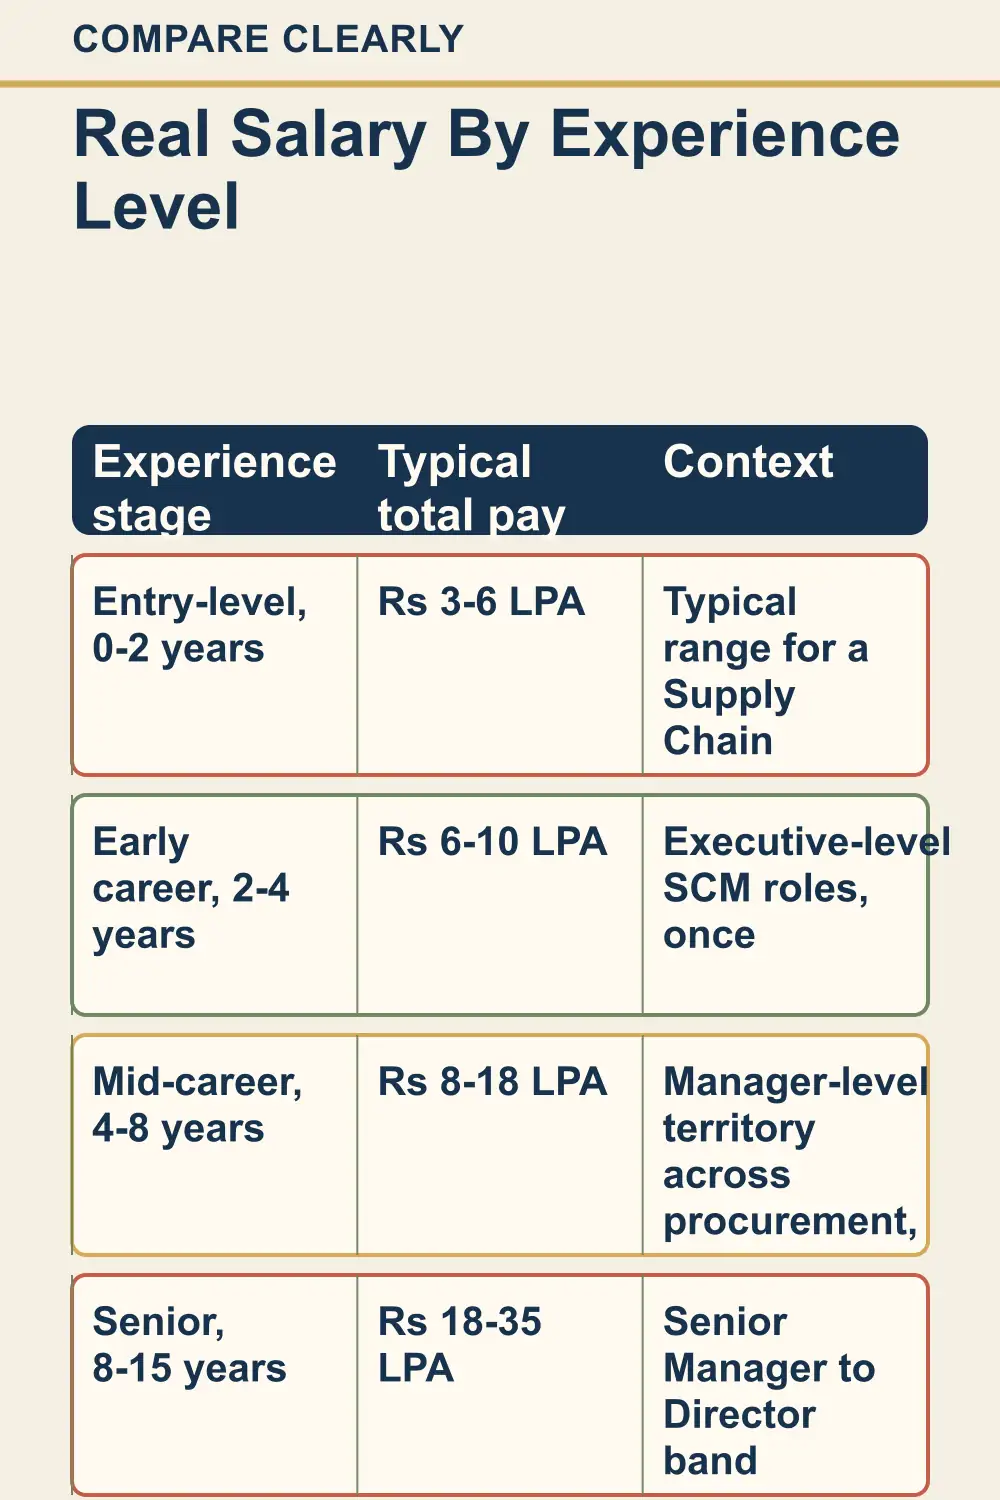 COMPARE CLEARLY
Real Salary By Experience
Level
Experience stage | Typical total pay | Context
Entry-level, 0-2 years | Rs 3-6 LPA | Typical range for a Supply Chain
Early career, 2-4 years | Rs 6-10 LPA | Executive-level SCM roles, once
Mid-career, 4-8 years | Rs 8-18 LPA | Manager-level territory across procurement,
Senior, 8-15 years | Rs 18-35 LPA | Senior Manager to Director band